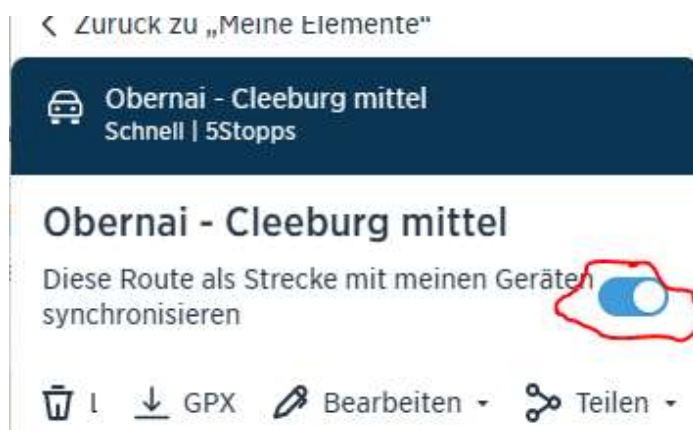 Zurück zu „Meine Elemente“
Obernai - Cleeburg mittel
Schnell | 5Stopps
Obernai - Cleeburg mittel
Diese Route als Strecke mit meinen Geräten
synchronisieren
L GPX Bearbeiten Teilen